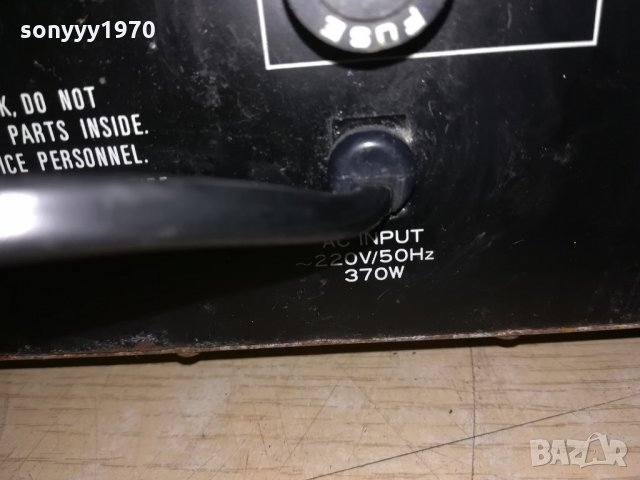 sonyyy1970
FUSE
K, DO NOT
PARTS INSIDE.
ICE PERSONNEL.
AC INPUT
~220V/50Hz
370W
BAZAR